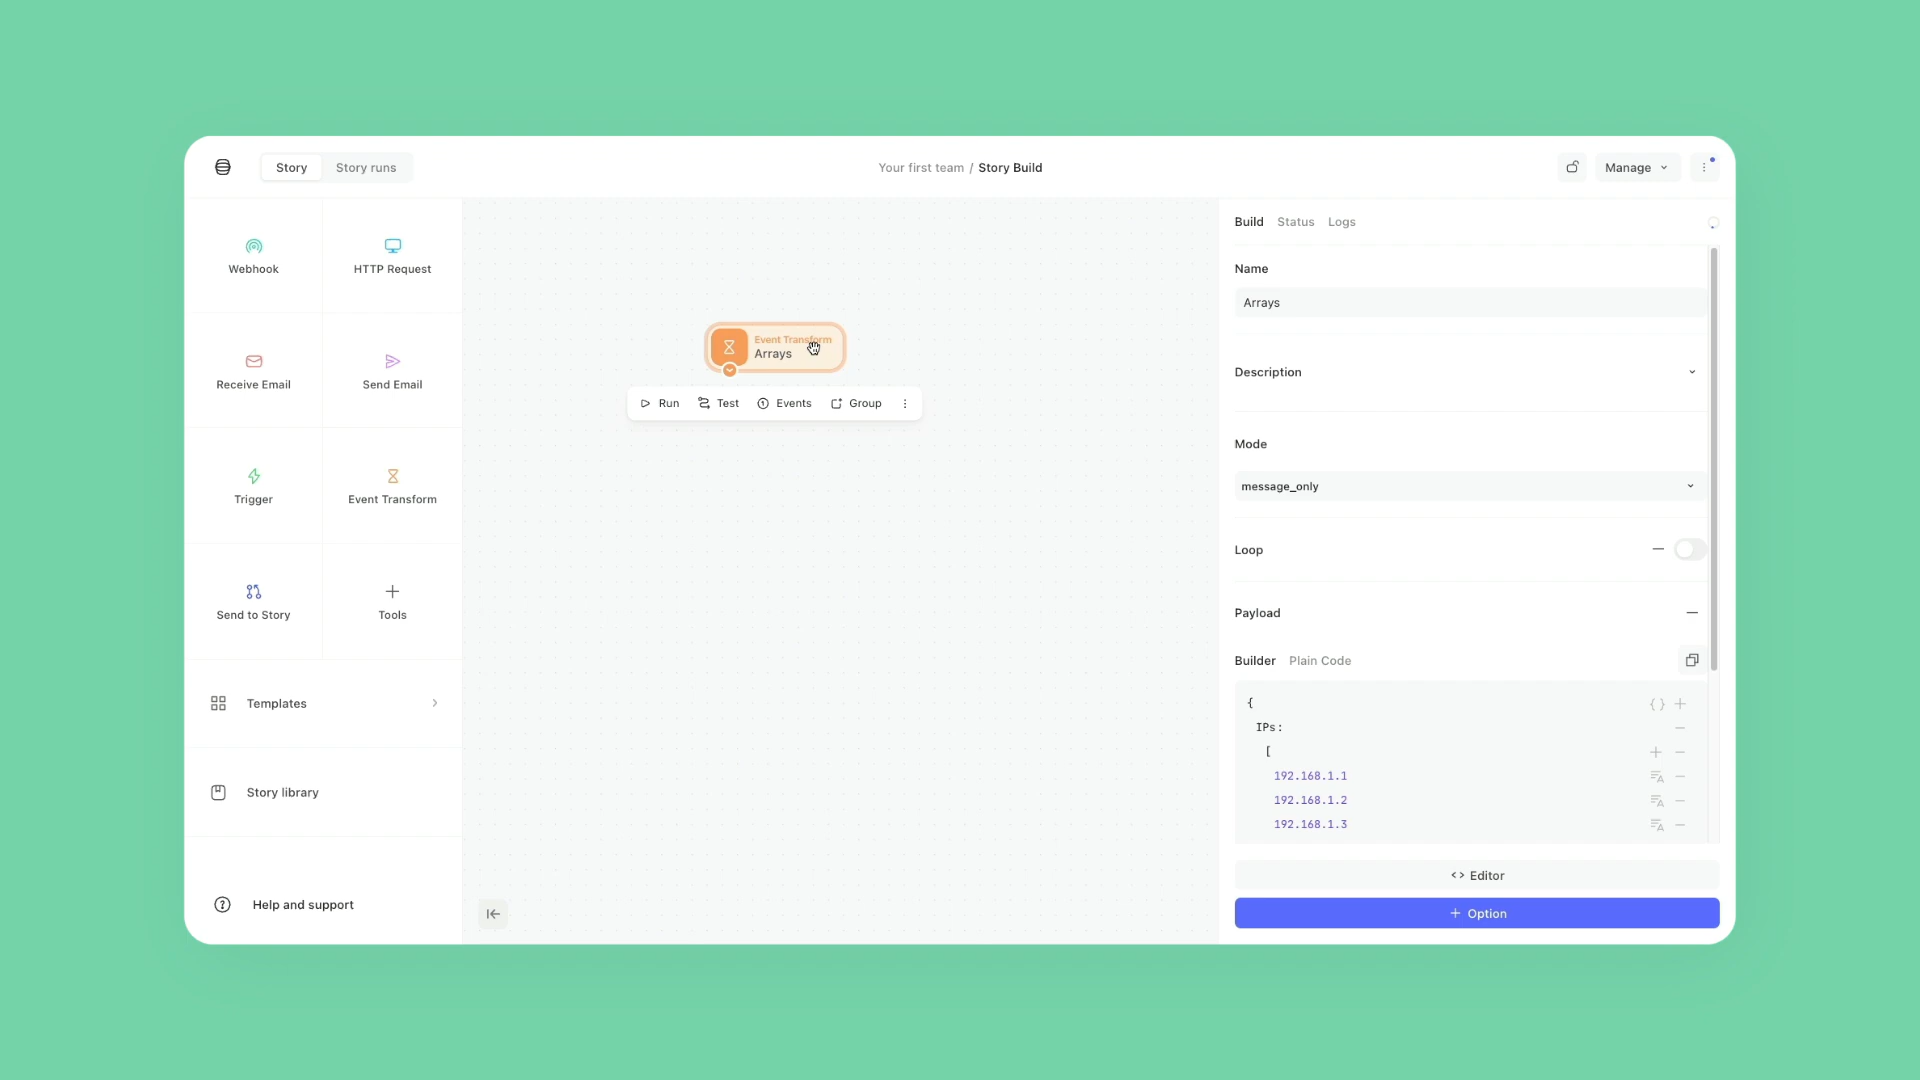 Story
Story runs
Your first team / Story Build
Manage
Webhook
HTTP Request
Receive Email
Send Email
Trigger
Event Transform
Send to Story
Tools
Templates
Story library
Help and support
Event Transform
Arrays
Run
Test
Events
Group
Build
Status
Logs
Name
Arrays
Description
Mode
message_only
Loop
Payload
Builder
Plain Code
{
{ }
IPs:
[
192.168.1.1
192.168.1.2
192.168.1.3
<> Editor
+ Option